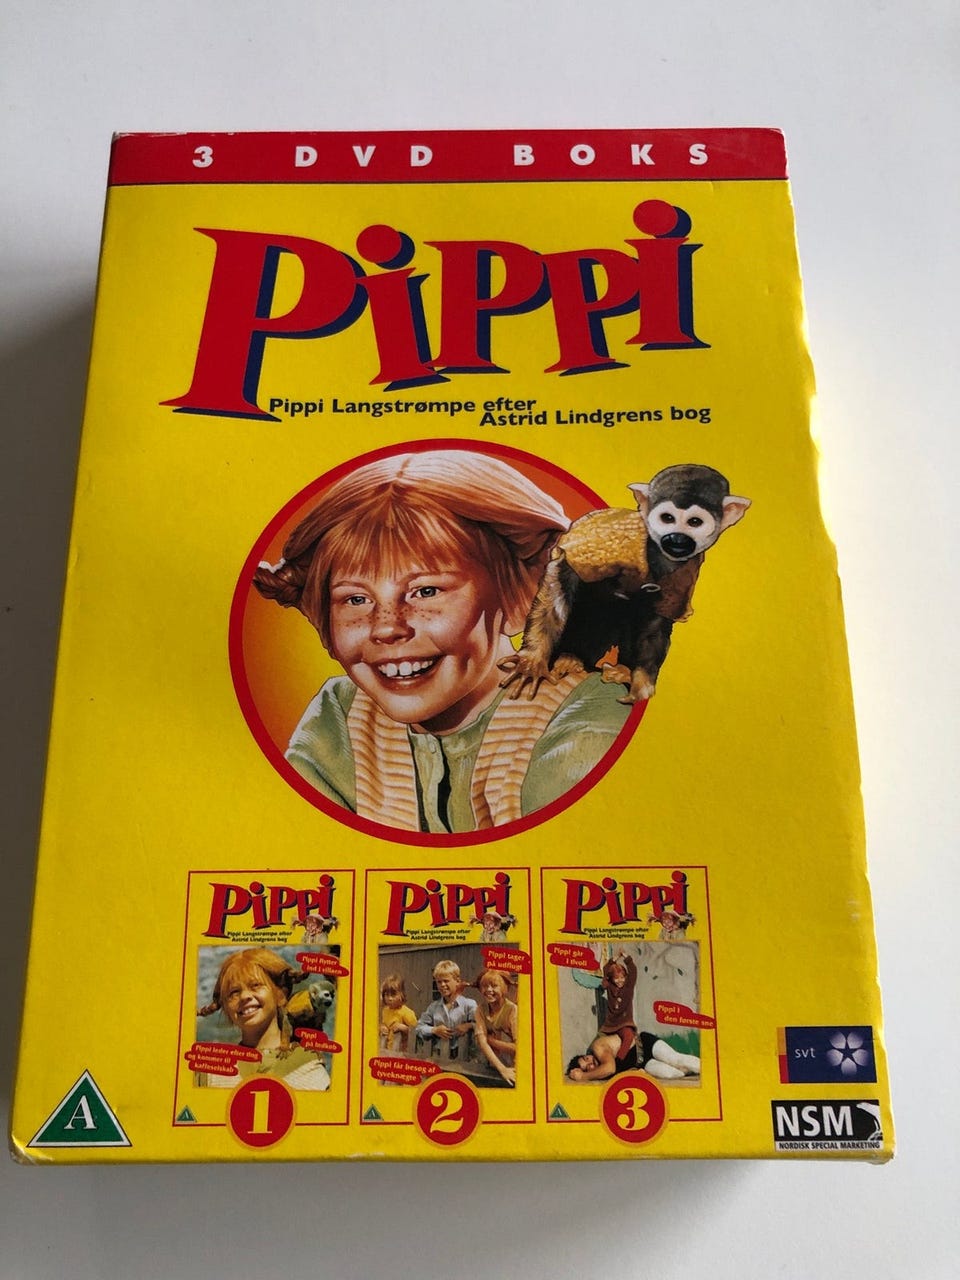 3 DVD BOKS
Pippi
Pippi Langstrømpe efter
Astrid Lindgrens bog
Pippi
Pippi Langstrømpe efter
Astrid Lindgrens bog
Pippi flytter
ind i villaen
Pippi
på indkøb
Pippi leder efter ting
og kommer til
kaffeselskab
1
Pippi
Pippi Langstrømpe efter
Astrid Lindgrens bog
Pippi tager
på udflugt
Pippi får besøg af
tyveknægte
2
Pippi
Pippi Langstrømpe efter
Astrid Lindgrens bog
Pippi går
i tivoli
Pippi i
den første sne
3
A
svt
NSM
NORDISK SPECIAL MARKETING